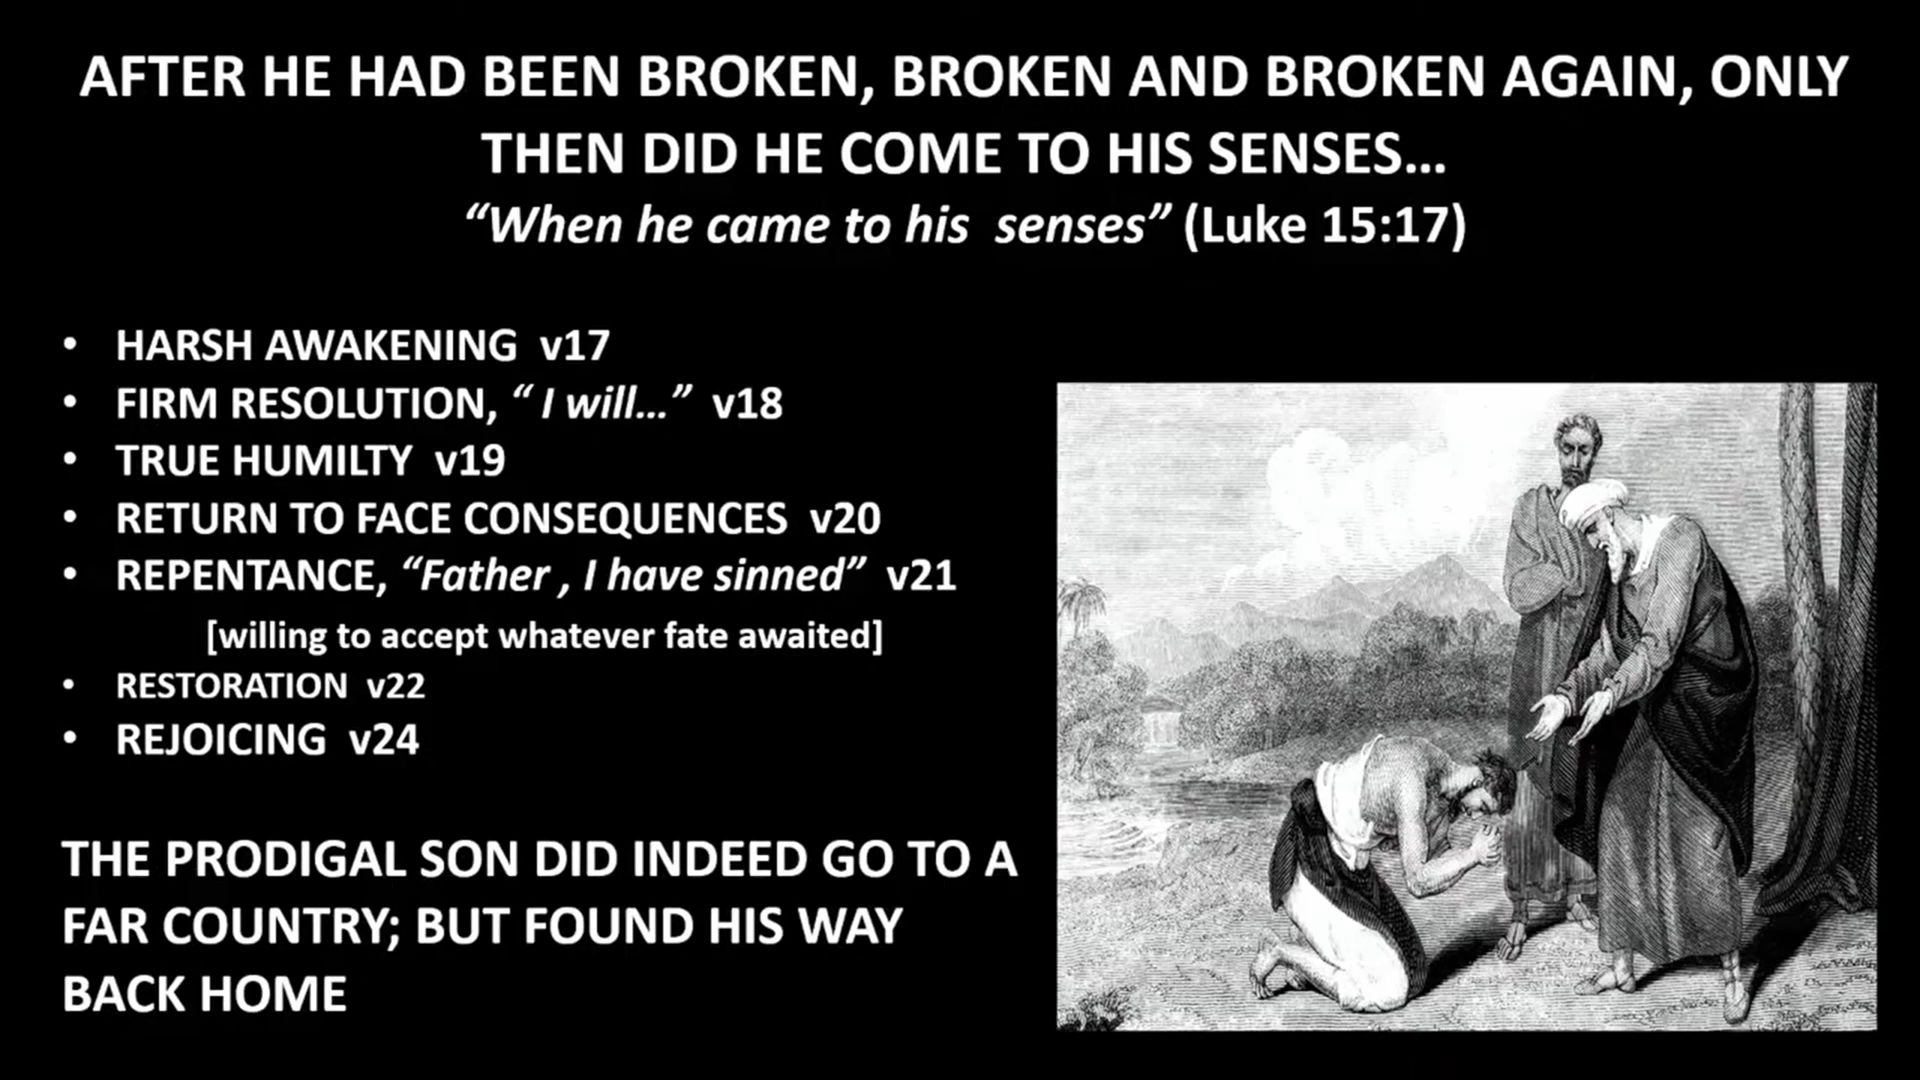 AFTER HE HAD BEEN BROKEN, BROKEN AND BROKEN AGAIN, ONLY
THEN DID HE COME TO HIS SENSES...
“When he came to his senses” (Luke 15:17)
• HARSH AWAKENING v17
• FIRM RESOLUTION, “ I will...” v18
• TRUE HUMILTY v19
• RETURN TO FACE CONSEQUENCES v20
• REPENTANCE, “Father , I have sinned” v21
[willing to accept whatever fate awaited]
• RESTORATION v22
• REJOICING v24
THE PRODIGAL SON DID INDEED GO TO A
FAR COUNTRY; BUT FOUND HIS WAY
BACK HOME